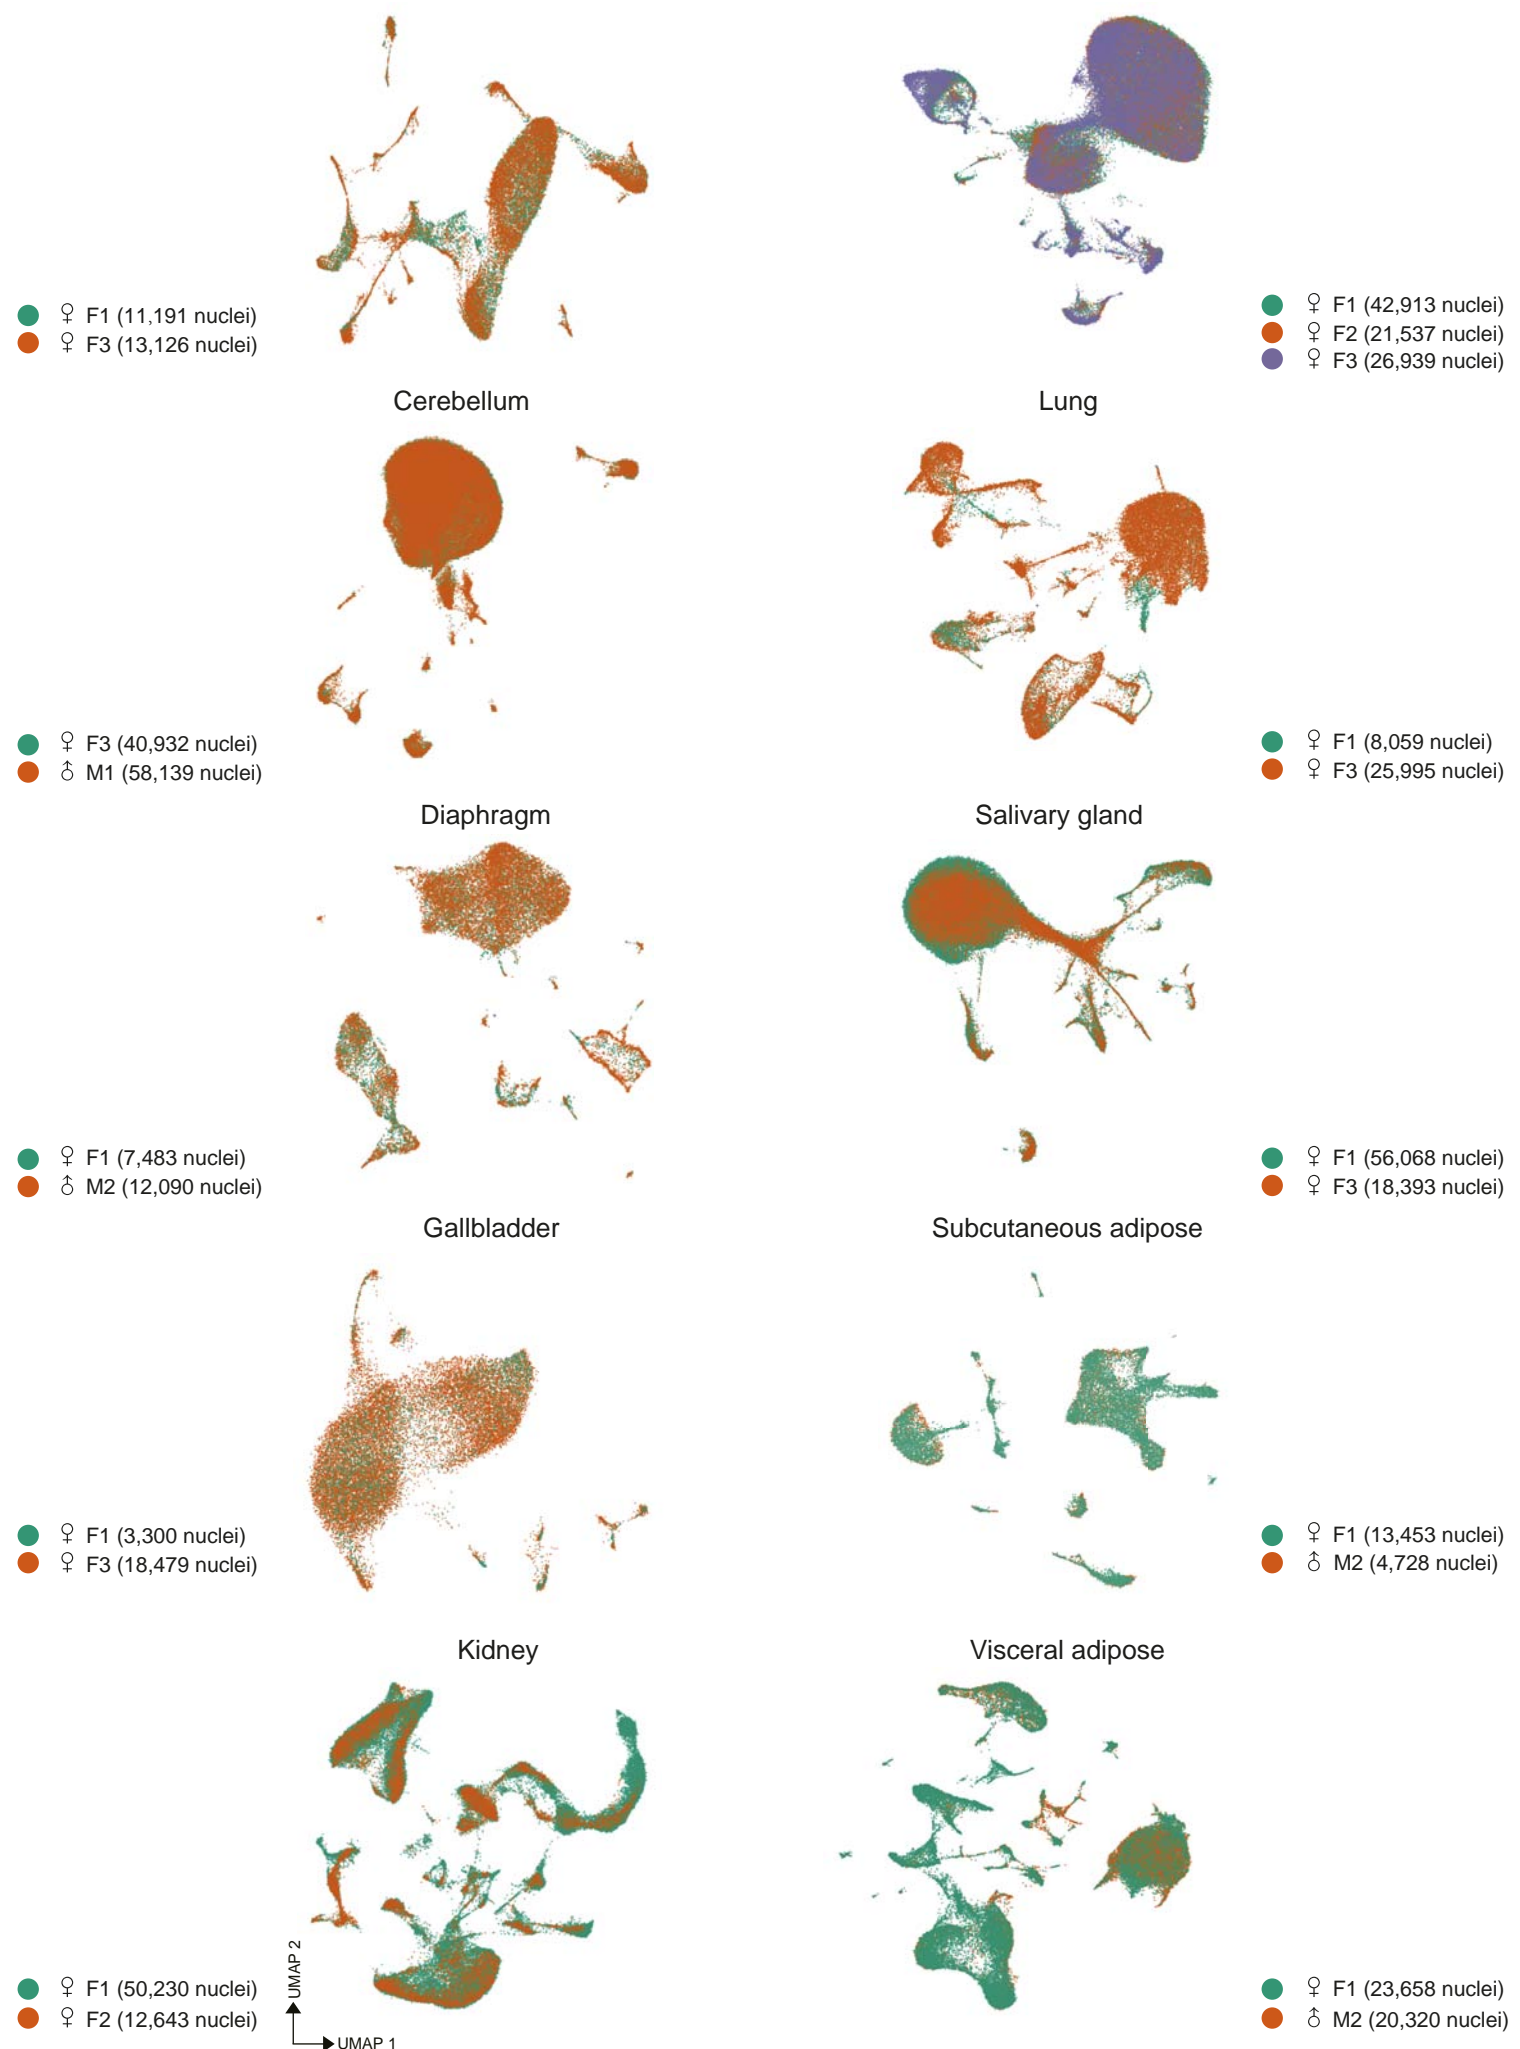 ♀ F1 (11,191 nuclei)
♀ F3 (13,126 nuclei)
♀ F1 (42,913 nuclei)
♀ F2 (21,537 nuclei)
♀ F3 (26,939 nuclei)
Cerebellum
Lung
♀ F3 (40,932 nuclei)
♂ M1 (58,139 nuclei)
♀ F1 (8,059 nuclei)
♀ F3 (25,995 nuclei)
Diaphragm
Salivary gland
♀ F1 (7,483 nuclei)
♂ M2 (12,090 nuclei)
♀ F1 (56,068 nuclei)
♀ F3 (18,393 nuclei)
Gallbladder
Subcutaneous adipose
♀ F1 (3,300 nuclei)
♀ F3 (18,479 nuclei)
♀ F1 (13,453 nuclei)
♂ M2 (4,728 nuclei)
Kidney
Visceral adipose
♀ F1 (50,230 nuclei)
♀ F2 (12,643 nuclei)
UMAP 2
UMAP 1
♀ F1 (23,658 nuclei)
♂ M2 (20,320 nuclei)